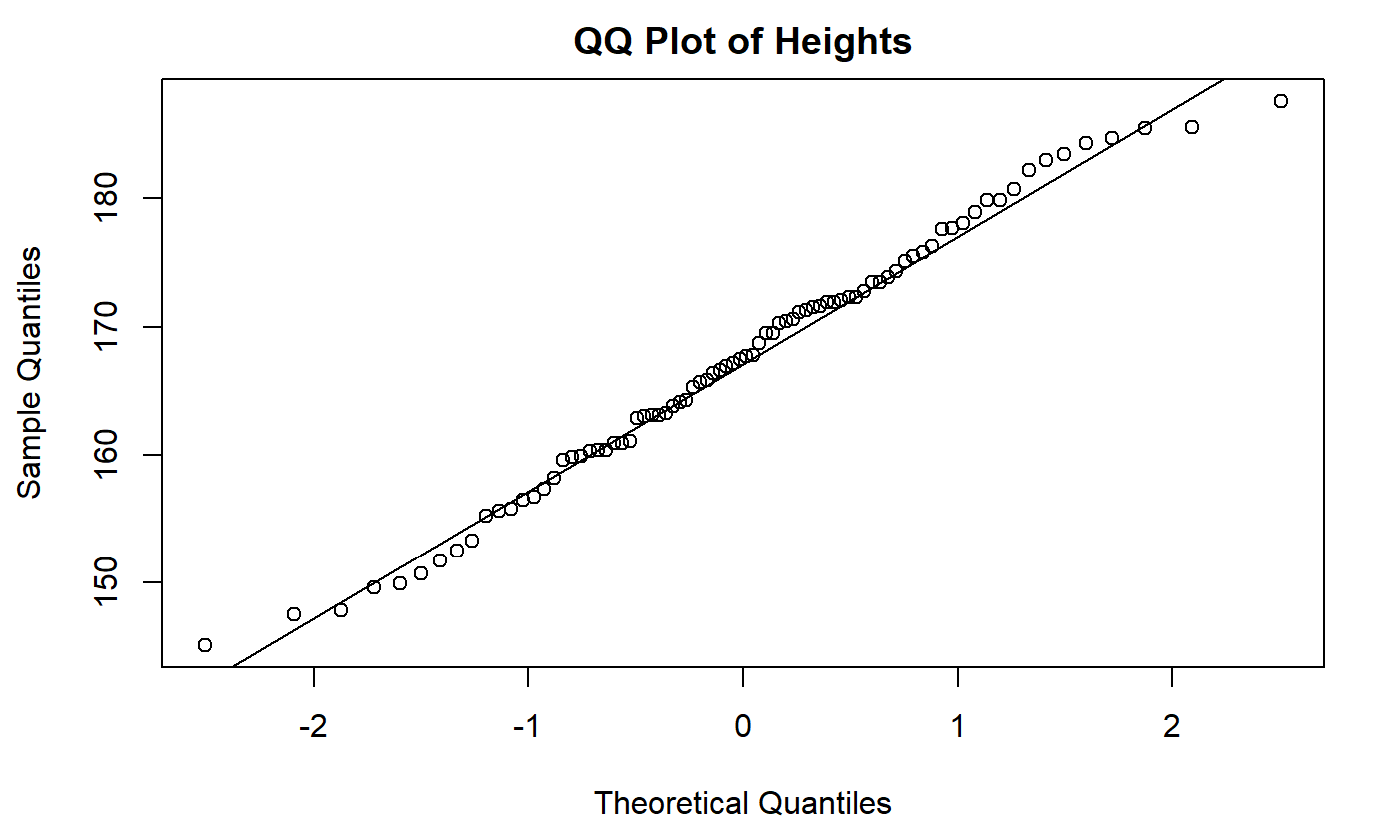 QQ Plot of Heights
Sample Quantiles
180
170
160
150
-2 -1 0 1 2
Theoretical Quantiles